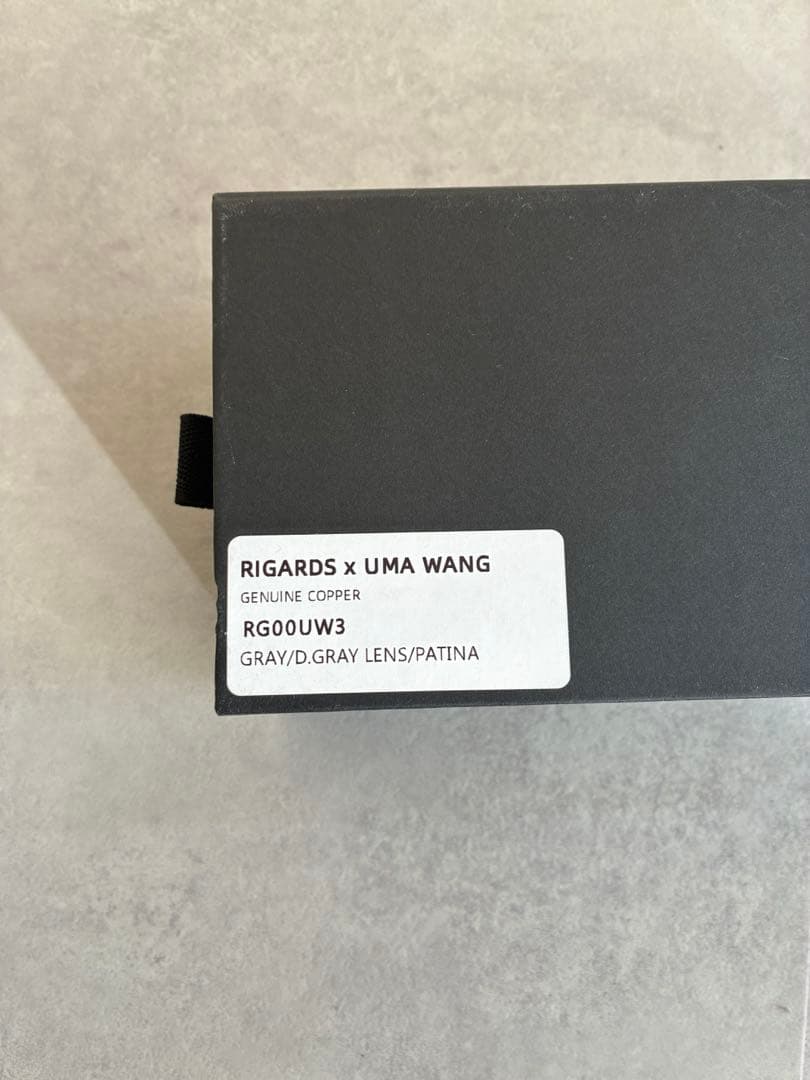 RIGARDS x UMA WANG
GENUINE COPPER
RG00UW3
GRAY/D.GRAY LENS/PATINA